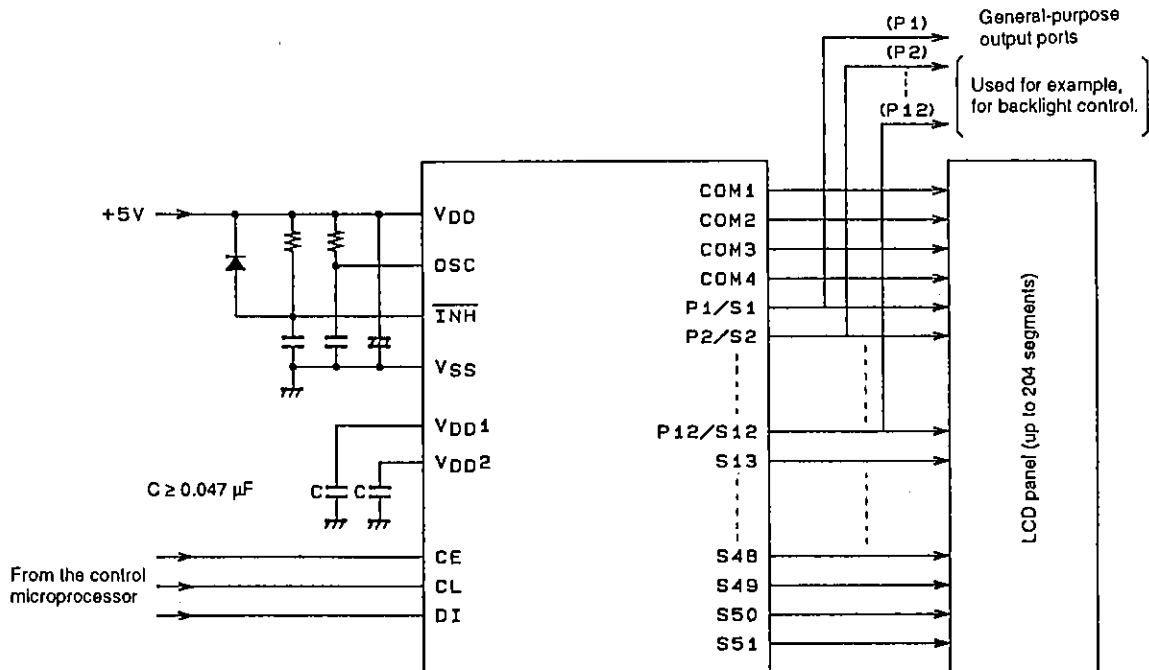 (P1)
General-purpose
output ports
(P2)
Used for example,
for backlight control.
(P12)
+5V
VDD
OSC
INH
VSS
VDD1
VDD2
C ≥ 0.047 μF
C
C
From the control
microprocessor
CE
CL
DI
COM1
COM2
COM3
COM4
P1/S1
P2/S2
P12/S12
S13
S48
S49
S50
S51
LCD panel (up to 204 segments)